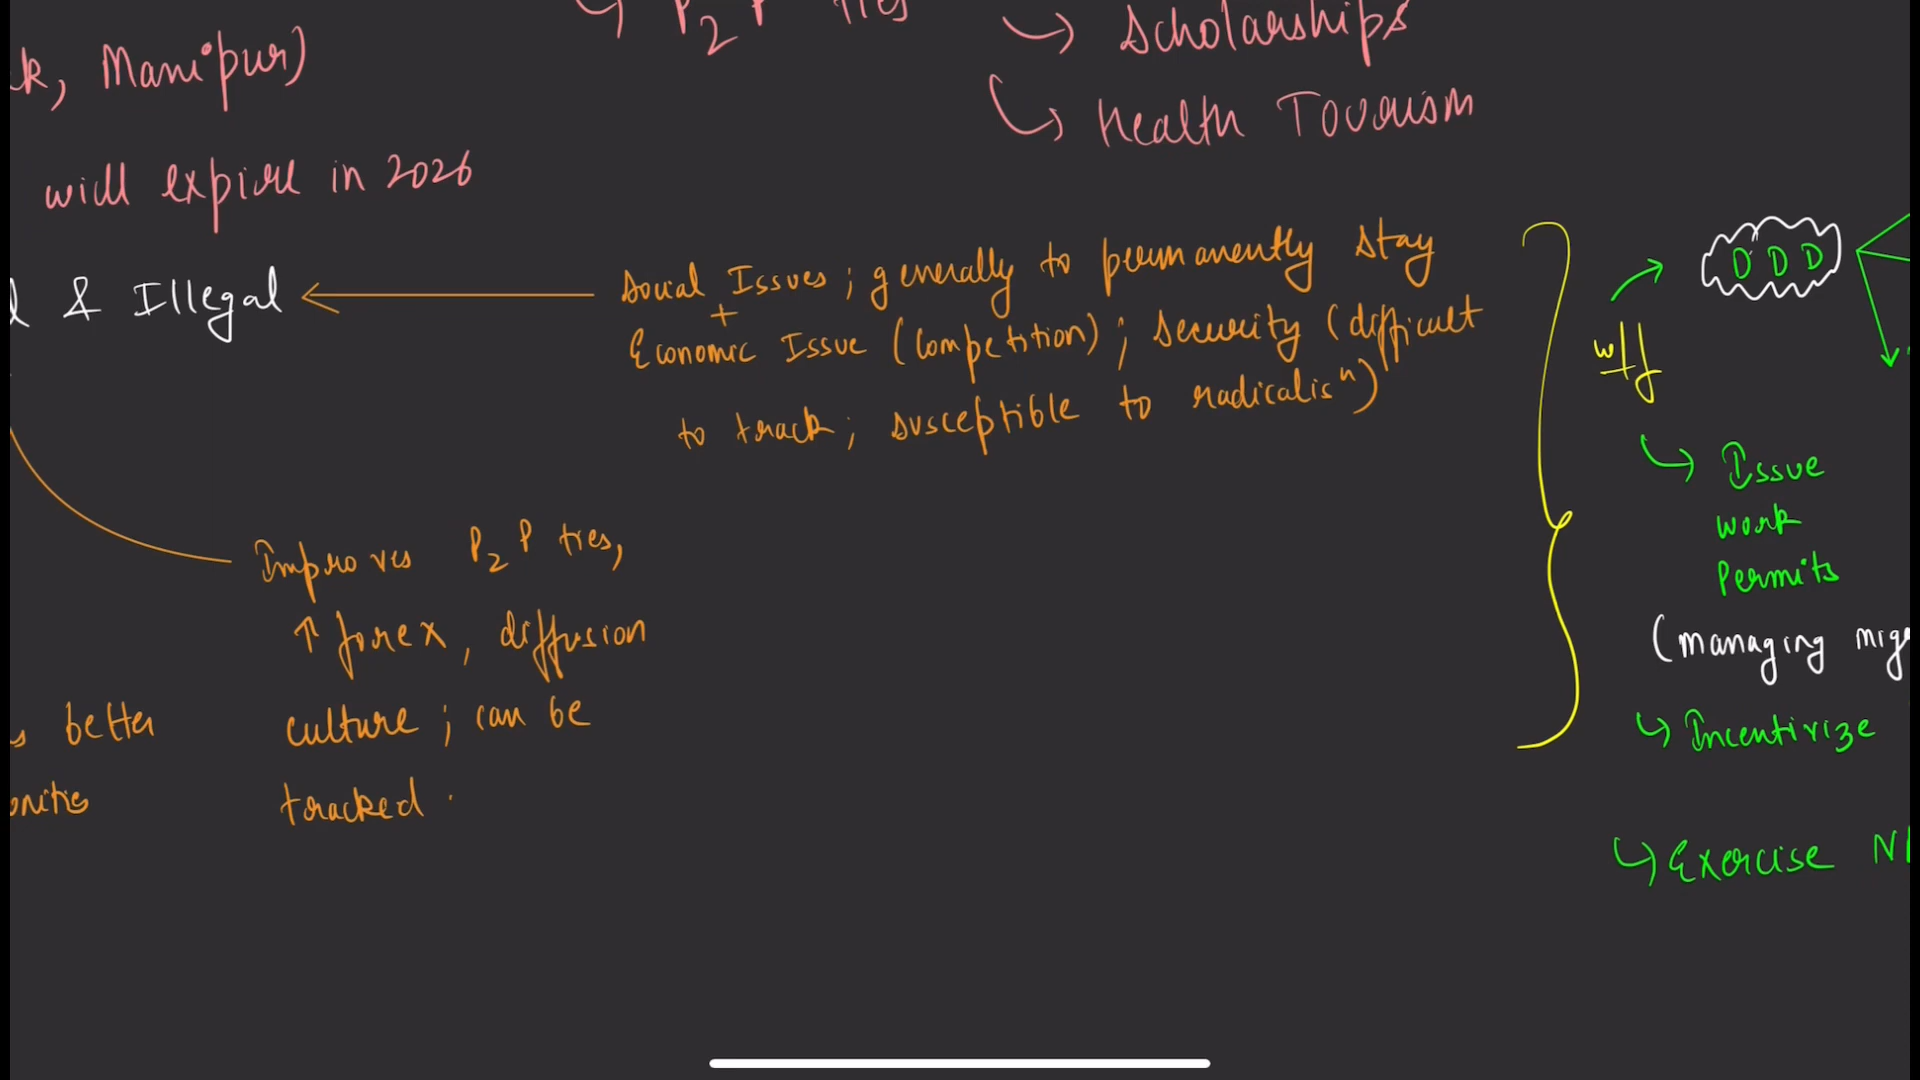 P2P ties
Scholarships
Manipur)
Health Tourism
will expire in 2026
& Illegal
Social Issues ; generally to permanently stay
+
Economic Issue (competition) ; Security (difficult
to track ; susceptible to radicalisⁿ)
DDD
w/f
Issue
work
Permits
Improves P2P ties,
↑ forex, diffusion
culture ; can be
tracked .
better
(managing
Incentivize
Exercise